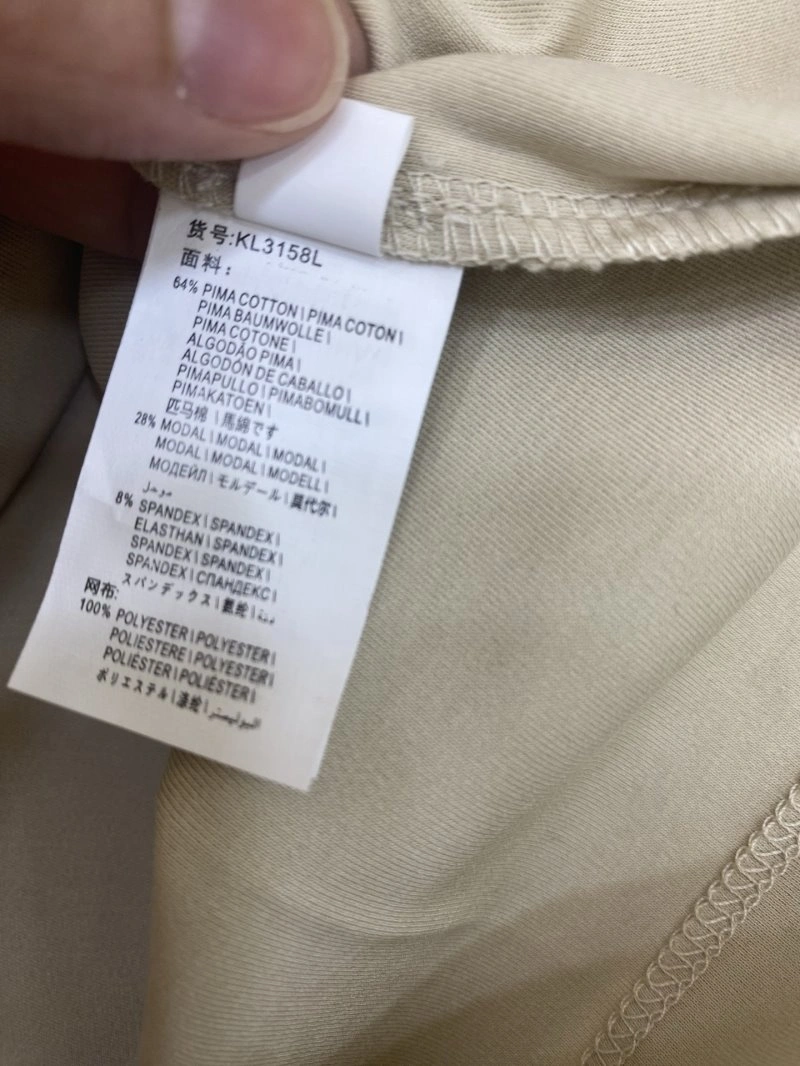 货号:KL3158L
面料:
64% PIMA COTTON \ PIMA COTON \
PIMA BAUMWOLLE \
PIMA COTONE \
ALGODÃO PIMA \
ALGODÓN DE CABALLO \
PIMAPULLO \ PIMABOMULL \
PIMAKATOEN \
匹马棉 \ 馬綿です
28% MODAL \ MODAL \ MODAL \
MODAL \ MODAL \ MODELL \
МОДЕЙЛ \ モルデール \ 莫代尔 \
مودل
8% SPANDEX \ SPANDEX \
ELASTHAN \ SPANDEX \
SPANDEX \ SPANDEX \
SPANDEX \ СПАНДЕКС \
スパンデックス \ 氨纶 \
网布:
100% POLYESTER \ POLYESTER \
POLIESTERE \ POLYESTER \
POLIÉSTER \ POLIÉSTER \
ポリエステル \ 涤纶 \ البوليستر